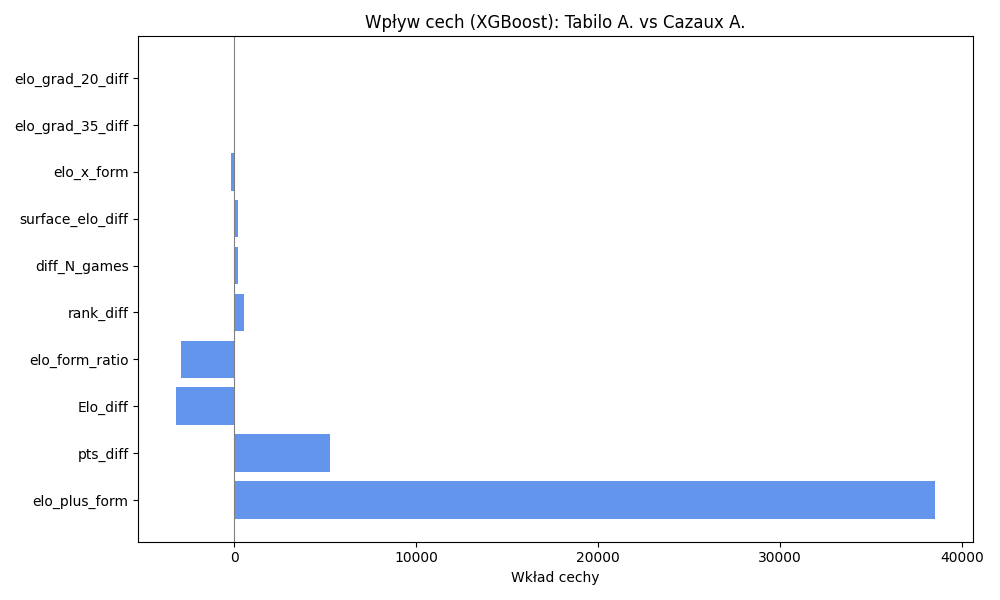 Wpływ cech (XGBoost): Tabilo A. vs Cazaux A.
elo_grad_20_diff
elo_grad_35_diff
elo_x_form
surface_elo_diff
diff_N_games
rank_diff
elo_form_ratio
Elo_diff
pts_diff
elo_plus_form
0 10000 20000 30000 40000
Wkład cechy